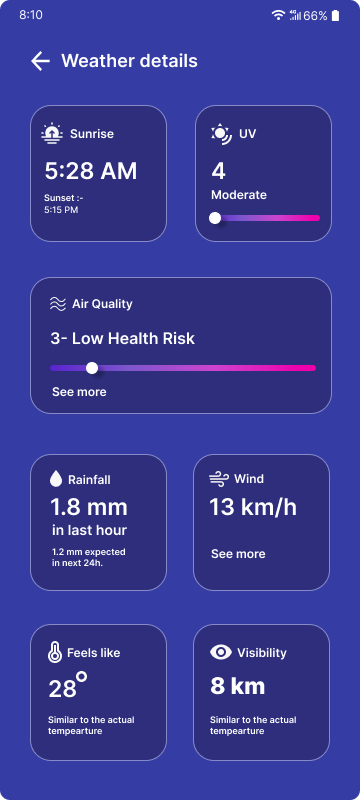 8:10
4G 66%
Weather details
Sunrise
5:28 AM
Sunset :-
5:15 PM
UV
4
Moderate
Air Quality
3- Low Health Risk
See more
Rainfall
1.8 mm
in last hour
1.2 mm expected
in next 24h.
Wind
13 km/h
See more
Feels like
28°
Similar to the actual
tempearture
Visibility
8 km
Similar to the actual
tempearture